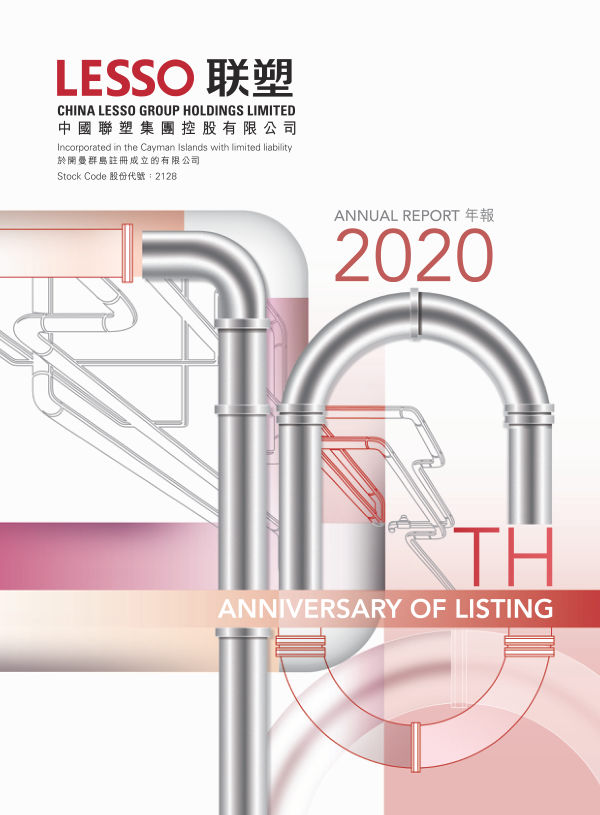 LESSO 联塑
CHINA LESSO GROUP HOLDINGS LIMITED
中國聯塑集團控股有限公司
Incorporated in the Cayman Islands with limited liability
於開曼群島註冊成立的有限公司
Stock Code 股份代號：2128
ANNUAL REPORT 年報
2020
10TH
ANNIVERSARY OF LISTING